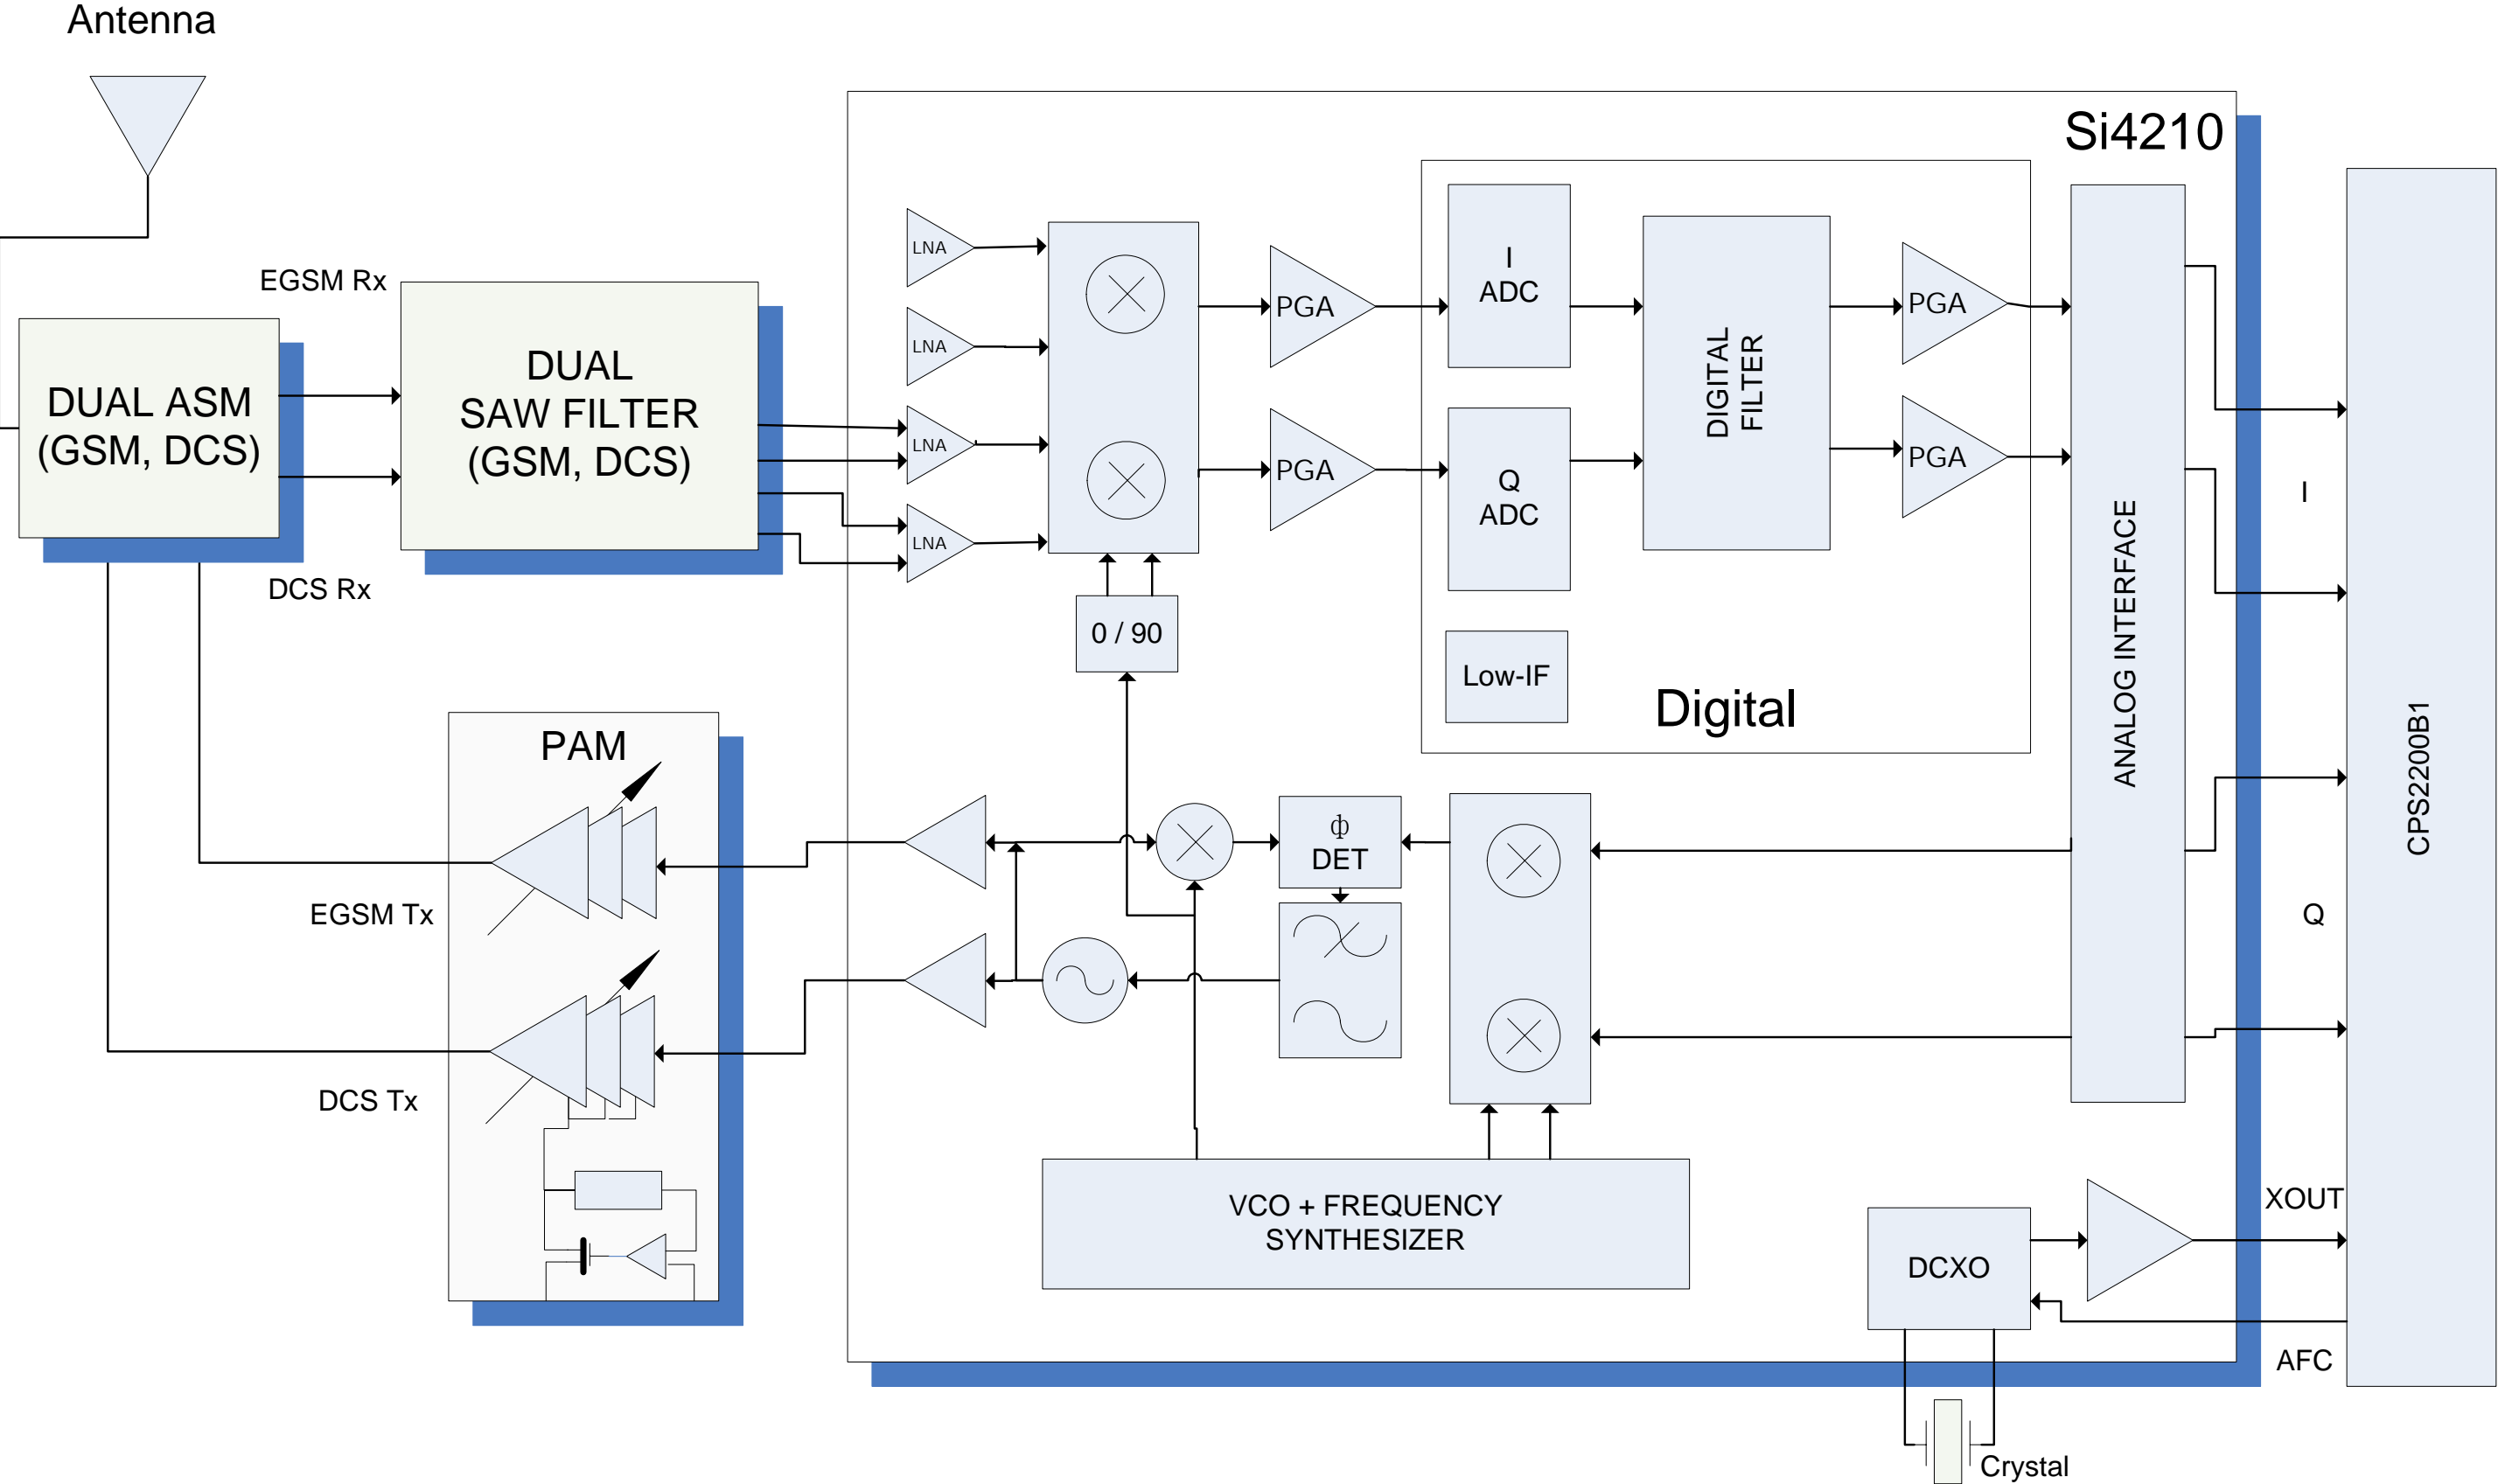 Antenna
Si4210
EGSM Rx
DUAL ASM
(GSM, DCS)
DUAL
SAW FILTER
(GSM, DCS)
DCS Rx
LNA
LNA
LNA
LNA
PGA
PGA
I
ADC
Q
ADC
DIGITAL
FILTER
PGA
PGA
0 / 90
Low-IF
Digital
ANALOG INTERFACE
I
Q
CPS2200B1
PAM
EGSM Tx
DCS Tx
ф
DET
VCO + FREQUENCY
SYNTHESIZER
DCXO
XOUT
AFC
Crystal